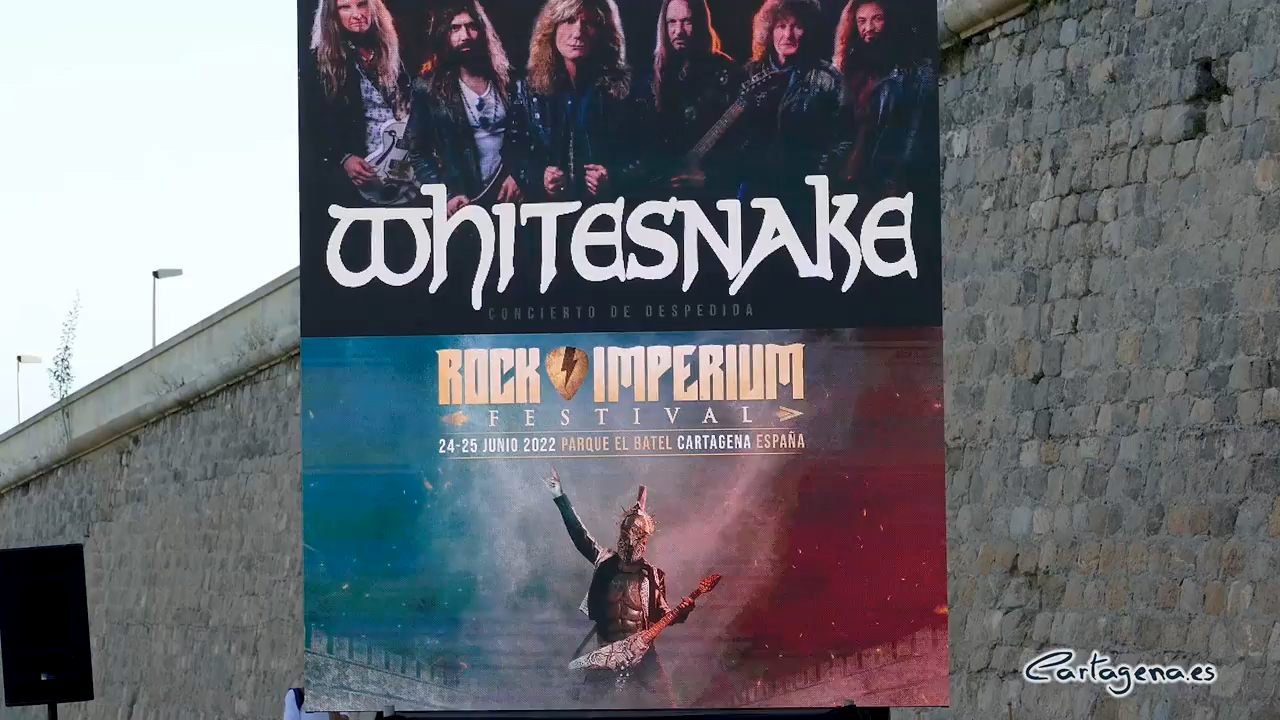 WHITESNAKE
CONCIERTO DE DESPEDIDA
ROCK IMPERIUM
FESTIVAL
24-25 JUNIO 2022 PARQUE EL BATEL CARTAGENA ESPAÑA
Cartagena.es